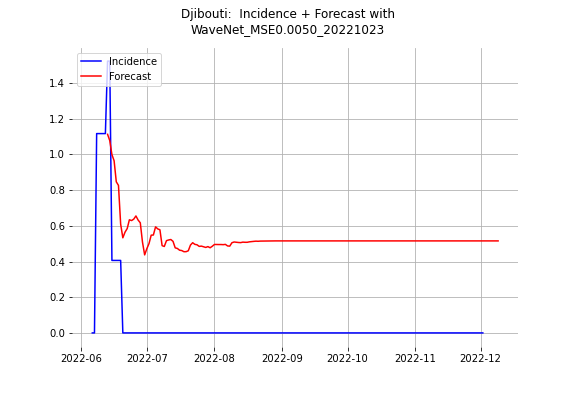 Djibouti:  Incidence + Forecast with
WaveNet_MSE0.0050_20221023
Incidence
Forecast
1.4
1.2
1.0
0.8
0.6
0.4
0.2
0.0
2022-06 2022-07 2022-08 2022-09 2022-10 2022-11 2022-12